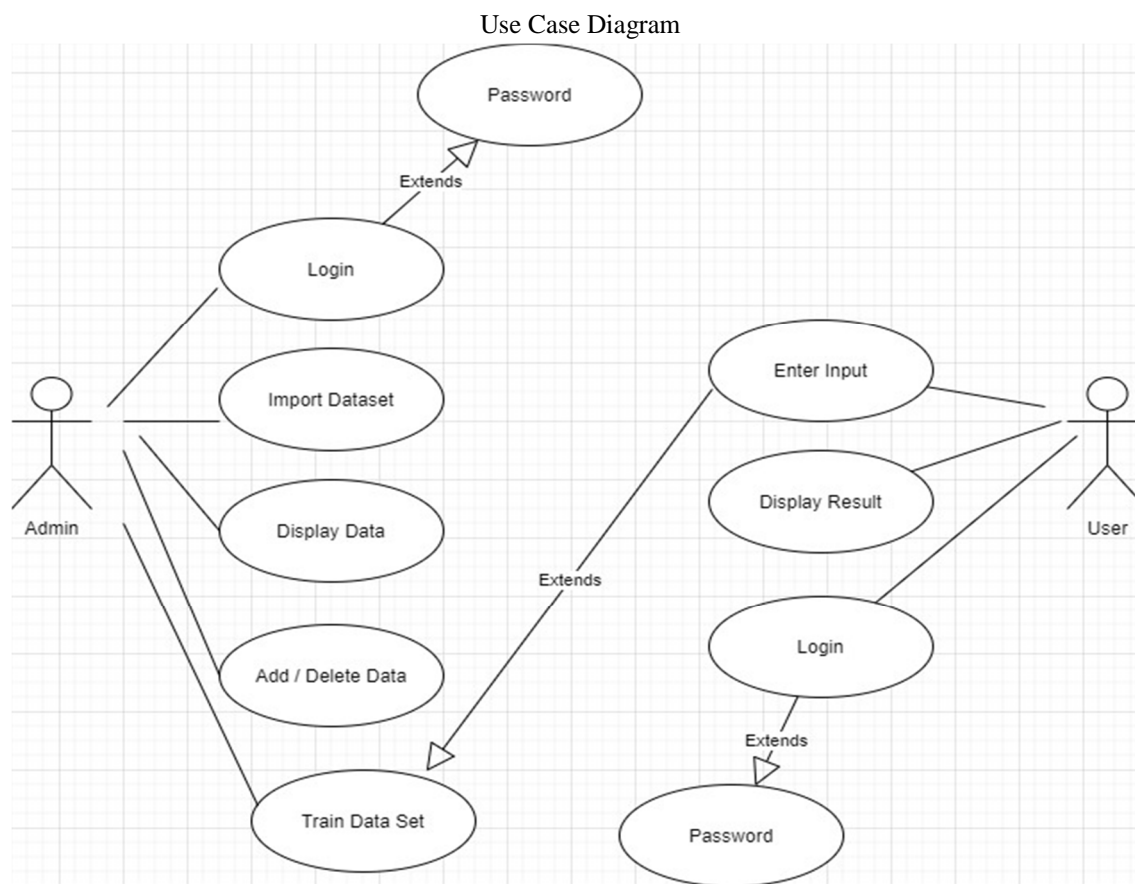 Use Case Diagram
Password
Extends
Login
Import Dataset
Enter Input
Display Result
Admin
Display Data
User
Extends
Login
Add / Delete Data
Extends
Train Data Set
Password